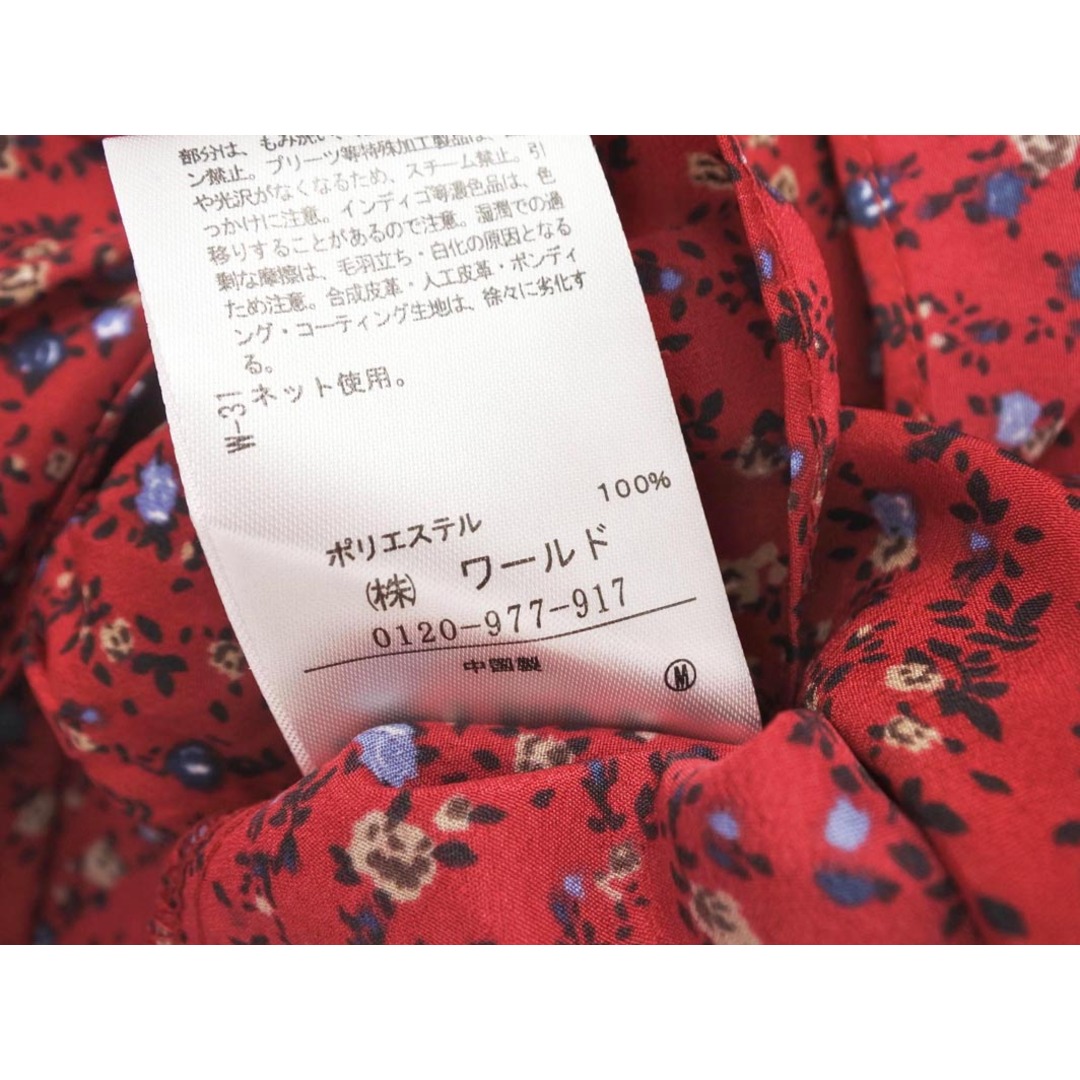 部分は、もみ洗い、
ン禁止。プリーツ等特殊加工製品は、
や光沢がなくなるため、スチーム禁止。引
っかけに注意。インディゴ等濃色品は、色
移りすることがあるので注意。湿潤での過
剰な摩擦は、毛羽立ち・白化の原因となる
ため注意。合成皮革・人工皮革・ボンディ
ング・コーティング生地は、徐々に劣化す
る。
ネット使用。
W-31
100%
ポリエステル
(株) ワールド
0120-977-917
中国製
M